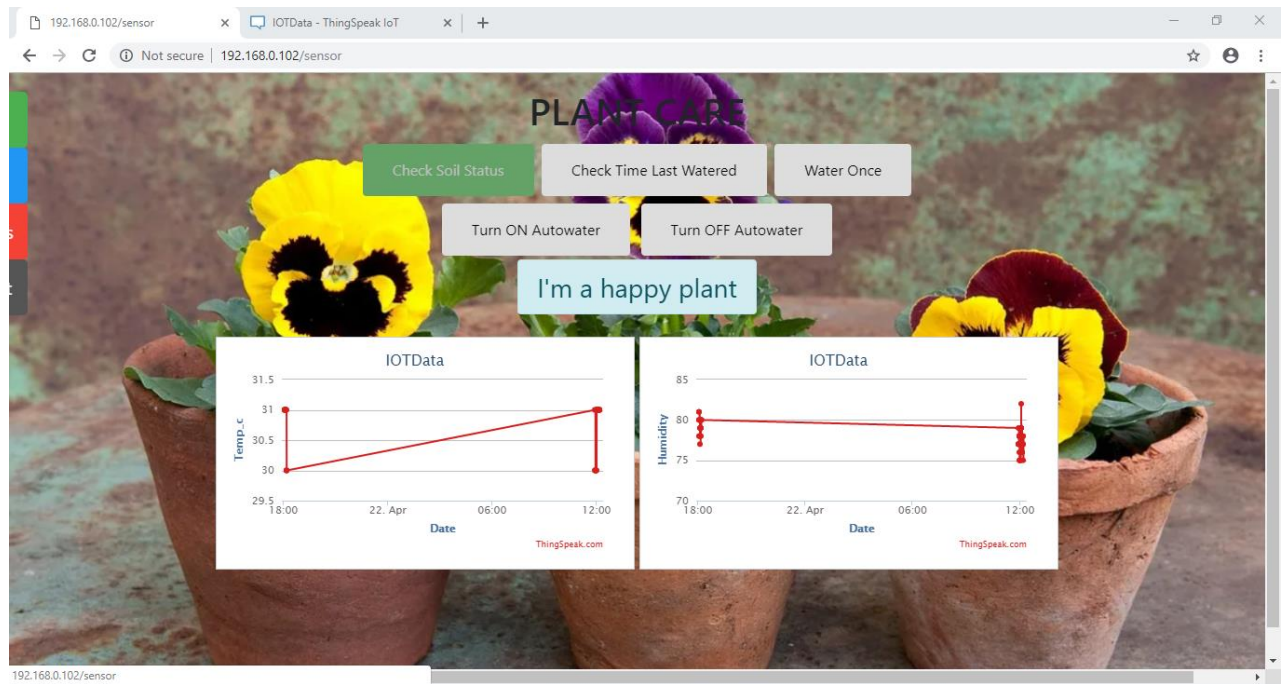 192.168.0.102/sensor
IOTData - ThingSpeak IoT
Not secure | 192.168.0.102/sensor
PLANT CARE
Check Soil Status
Check Time Last Watered
Water Once
Turn ON Autowater
Turn OFF Autowater
I'm a happy plant
IOTData
31.5
31
30.5
30
29.5
Temp_c
18:00
22. Apr
06:00
12:00
Date
ThingSpeak.com
IOTData
85
80
75
70
Humidity
18:00
22. Apr
06:00
12:00
Date
ThingSpeak.com
192.168.0.102/sensor